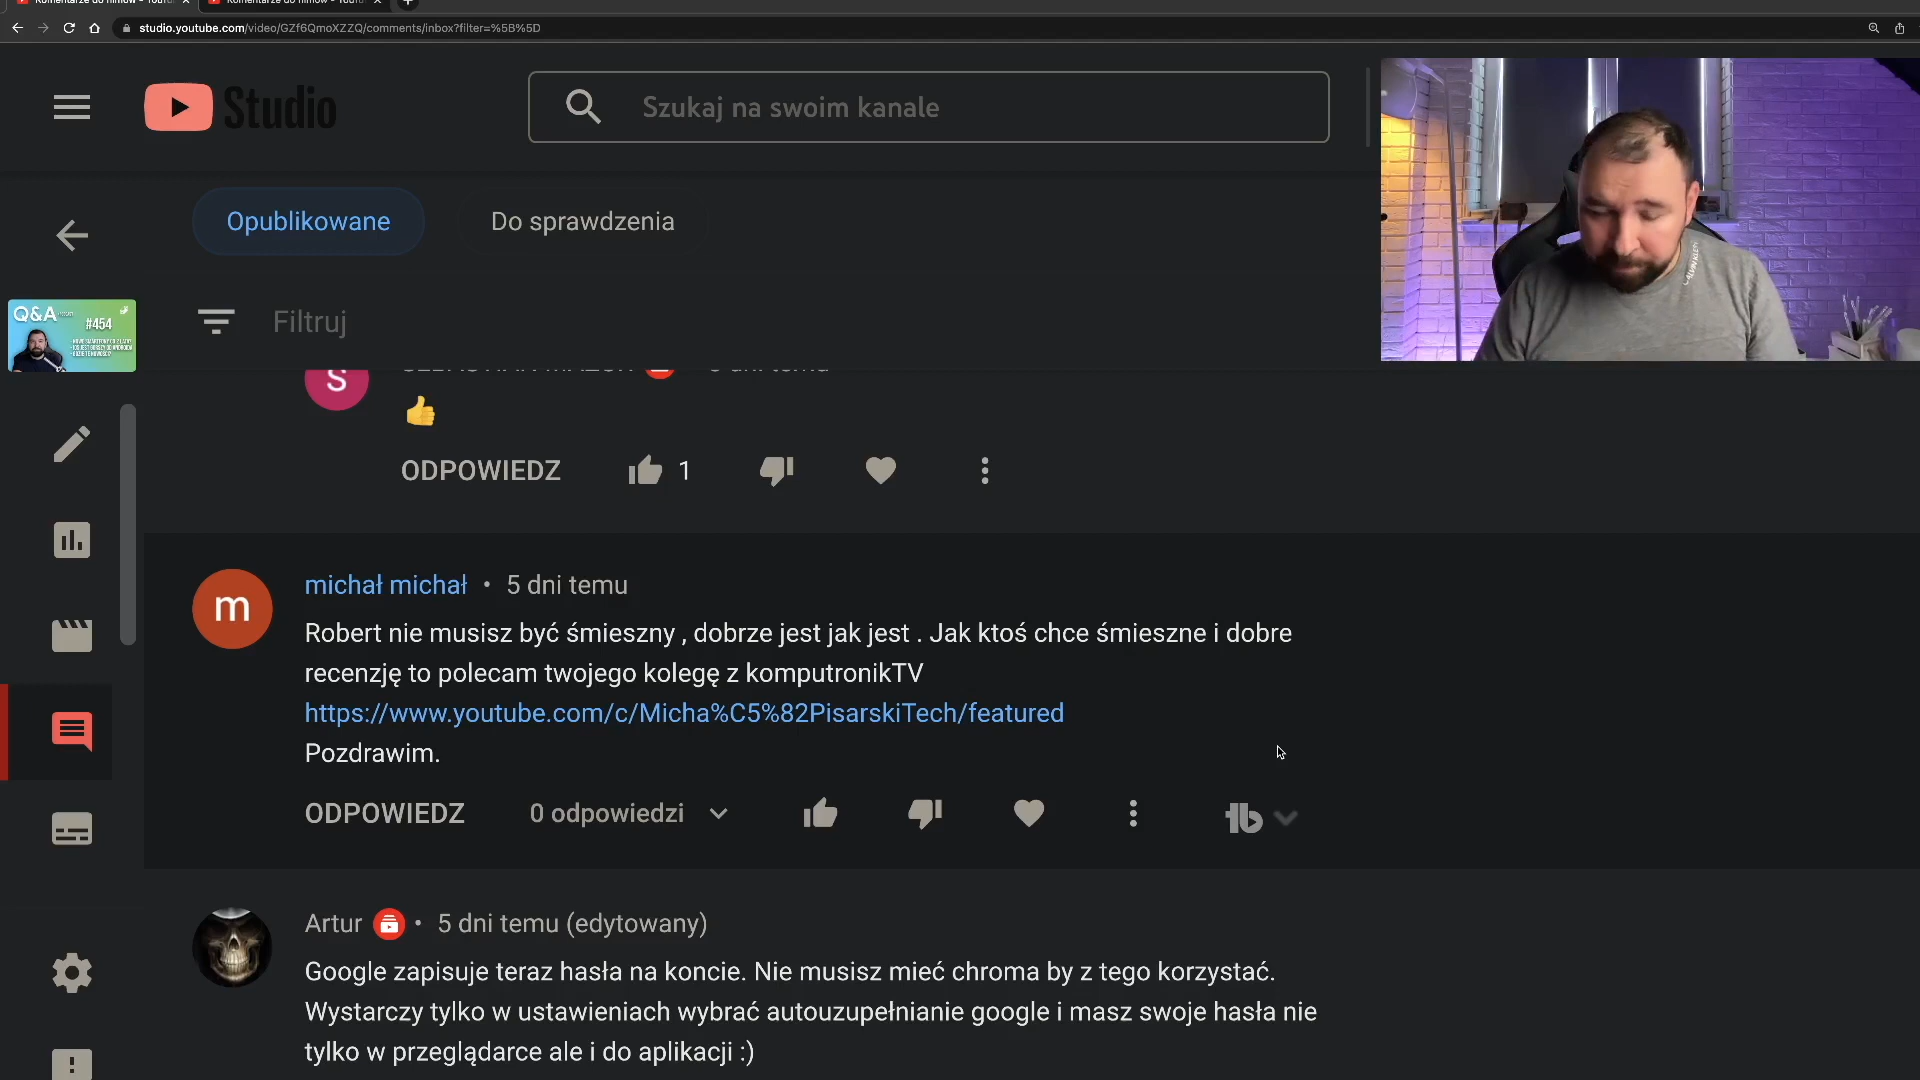 studio.youtube.com/video/GZf6QmoXZZQ/comments/inbox?filter=%5B%5D
Studio
Szukaj na swoim kanale
Opublikowane
Do sprawdzenia
Q&A
#454
Filtruj
S
👍
ODPOWIEDZ
1
m
michał michał • 5 dni temu
Robert nie musisz być śmieszny , dobrze jest jak jest . Jak ktoś chce śmieszne i dobre
recenzję to polecam twojego kolegę z komputronikTV
https://www.youtube.com/c/Micha%C5%82PisarskiTech/featured
Pozdrawim.
ODPOWIEDZ
0 odpowiedzi
Artur • 5 dni temu (edytowany)
Google zapisuje teraz hasła na koncie. Nie musisz mieć chroma by z tego korzystać.
Wystarczy tylko w ustawieniach wybrać autouzupełnianie google i masz swoje hasła nie
tylko w przeglądarce ale i do aplikacji :)